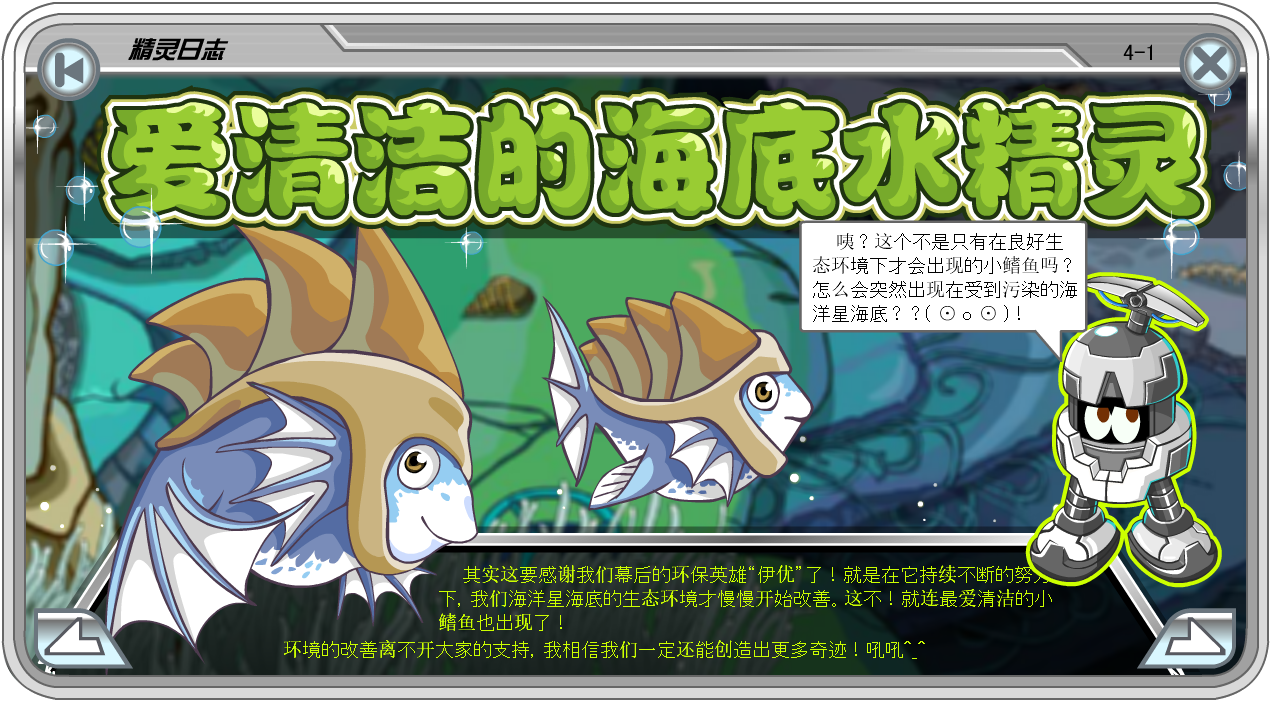 精灵日志
4-1
爱清洁的海底水精灵
咦？这个不是只有在良好生
态环境下才会出现的小鳍鱼吗？
怎么会突然出现在受到污染的海
洋星海底？？(⊙o⊙)！
其实这要感谢我们幕后的环保英雄“伊优”了！就是在它持续不断的努力
下，我们海洋星海底的生态环境才慢慢开始改善。这不！就连最爱清洁的小
鳍鱼也出现了！
环境的改善离不开大家的支持，我相信我们一定还能创造出更多奇迹！吼吼^_^